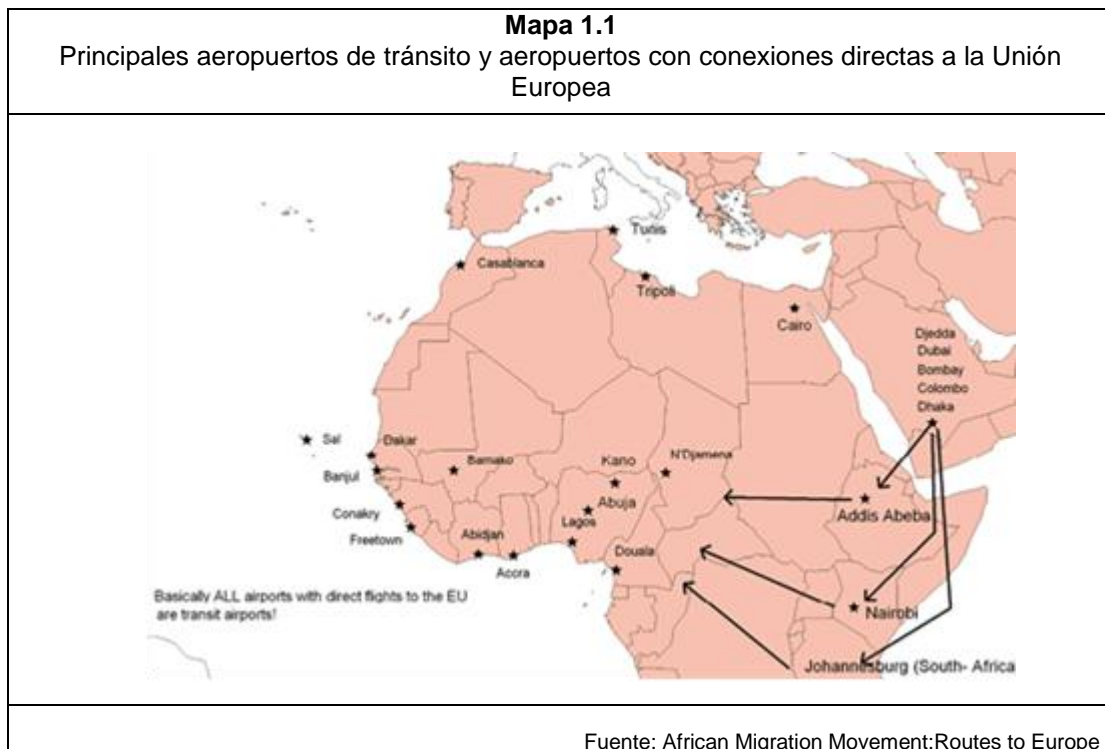 Mapa 1.1
Principales aeropuertos de tránsito y aeropuertos con conexiones directas a la Unión
Europea
Tunis
Casablanca
Tripoli
Cairo
Djedda
Dubai
Bombay
Colombo
Dhaka
Sal
Dakar
Bamako
Kano
N'Djamena
Banjul
Abuja
Addis Abeba
Conakry
Lagos
Freetown
Abidjan
Douala
Accra
Basically ALL airports with direct flights to the EU
are transit airports!
Nairobi
Johannesburg (South- Africa
Fuente: African Migration Movement:Routes to Europe